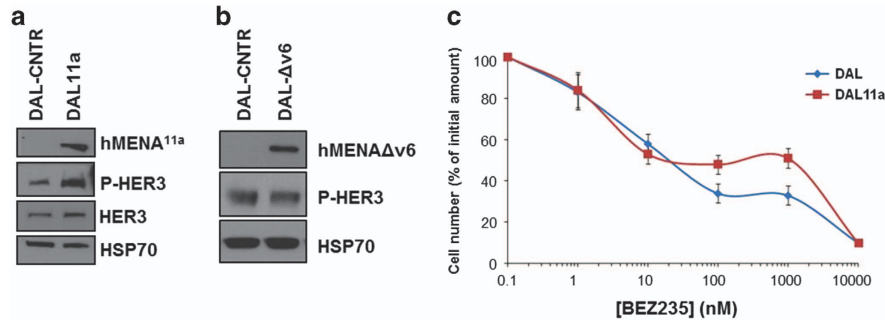 a
DAL-CNTR
DAL11a
hMENA¹¹ᵃ
P-HER3
HER3
HSP70
b
DAL-CNTR
DAL-Δv6
hMENAΔv6
P-HER3
HSP70
c
Cell number (% of initial amount)
100
80
60
40
20
0
0.1
1
10
100
1000
10000
[BEZ235] (nM)
DAL
DAL11a